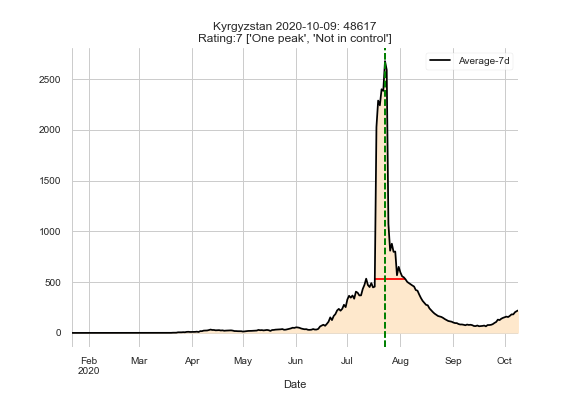 Kyrgyzstan 2020-10-09: 48617
Rating:7 ['One peak', 'Not in control']
Average-7d
2500
2000
1500
1000
500
0
Feb Mar Apr May Jun Jul Aug Sep Oct
2020
Date